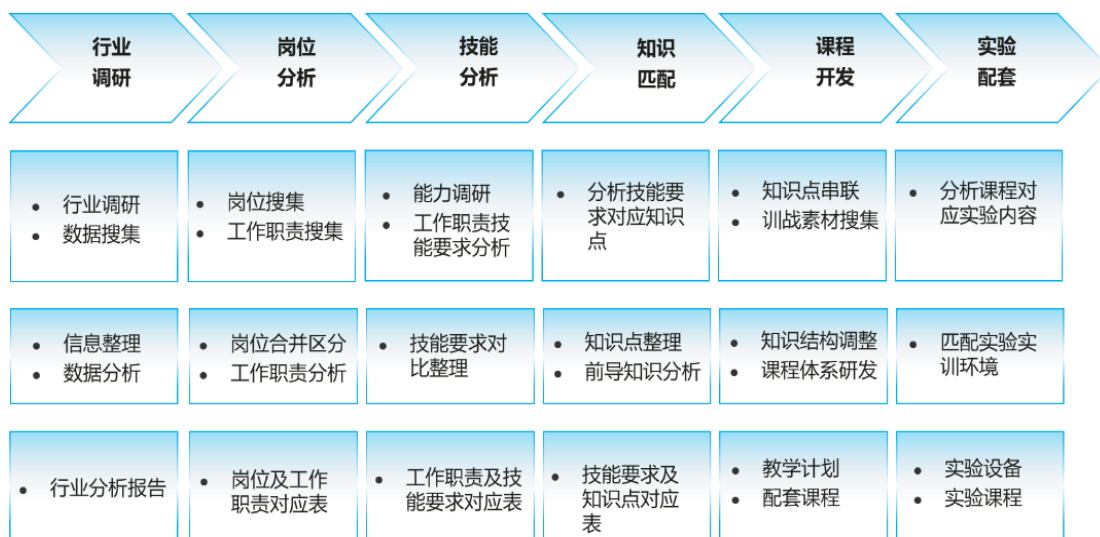 行业
调研
岗位
分析
技能
分析
知识
匹配
课程
开发
实验
配套
• 行业调研
• 数据搜集
• 岗位搜集
• 工作职责搜集
• 能力调研
• 工作职责技
能要求分析
• 分析技能要
求对应知识
点
• 知识点串联
• 训战素材搜集
• 分析课程对
应实验内容
• 信息整理
• 数据分析
• 岗位合并区分
• 工作职责分析
• 技能要求对
比整理
• 知识点整理
• 前导知识分析
• 知识结构调整
• 课程体系研发
• 匹配实验实
训环境
• 行业分析报告
• 岗位及工作
职责对应表
• 工作职责及技
能要求对应表
• 技能要求及
知识点对应
表
• 教学计划
• 配套课程
• 实验设备
• 实验课程